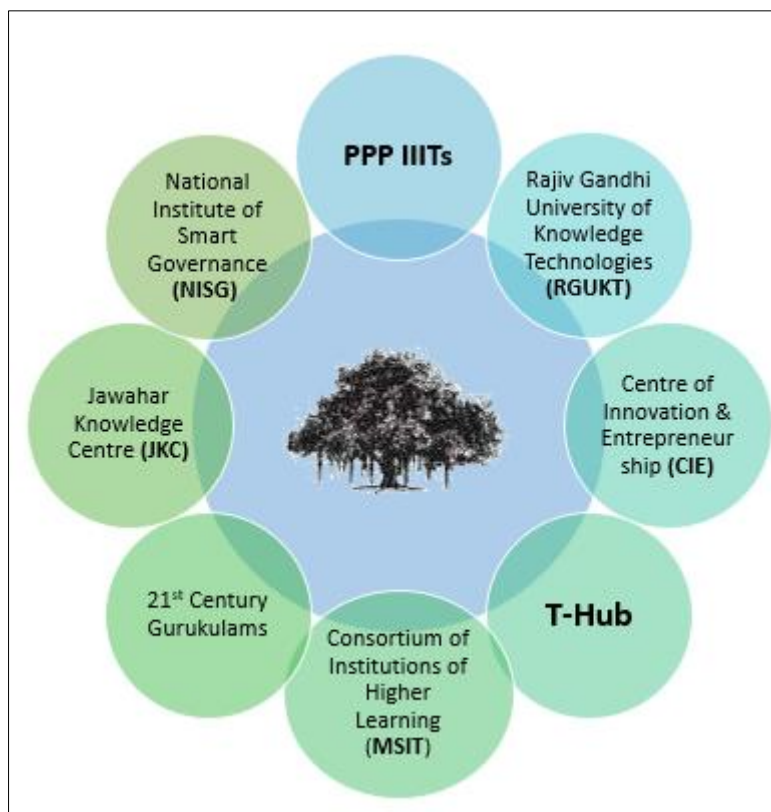 PPP IIITs
Rajiv Gandhi
University of
Knowledge
Technologies
(RGUKT)
Centre of
Innovation &
Entrepreneur
ship (CIE)
T-Hub
Consortium of
Institutions of
Higher
Learning
(MSIT)
21st Century
Gurukulams
Jawahar
Knowledge
Centre (JKC)
National
Institute of
Smart
Governance
(NISG)